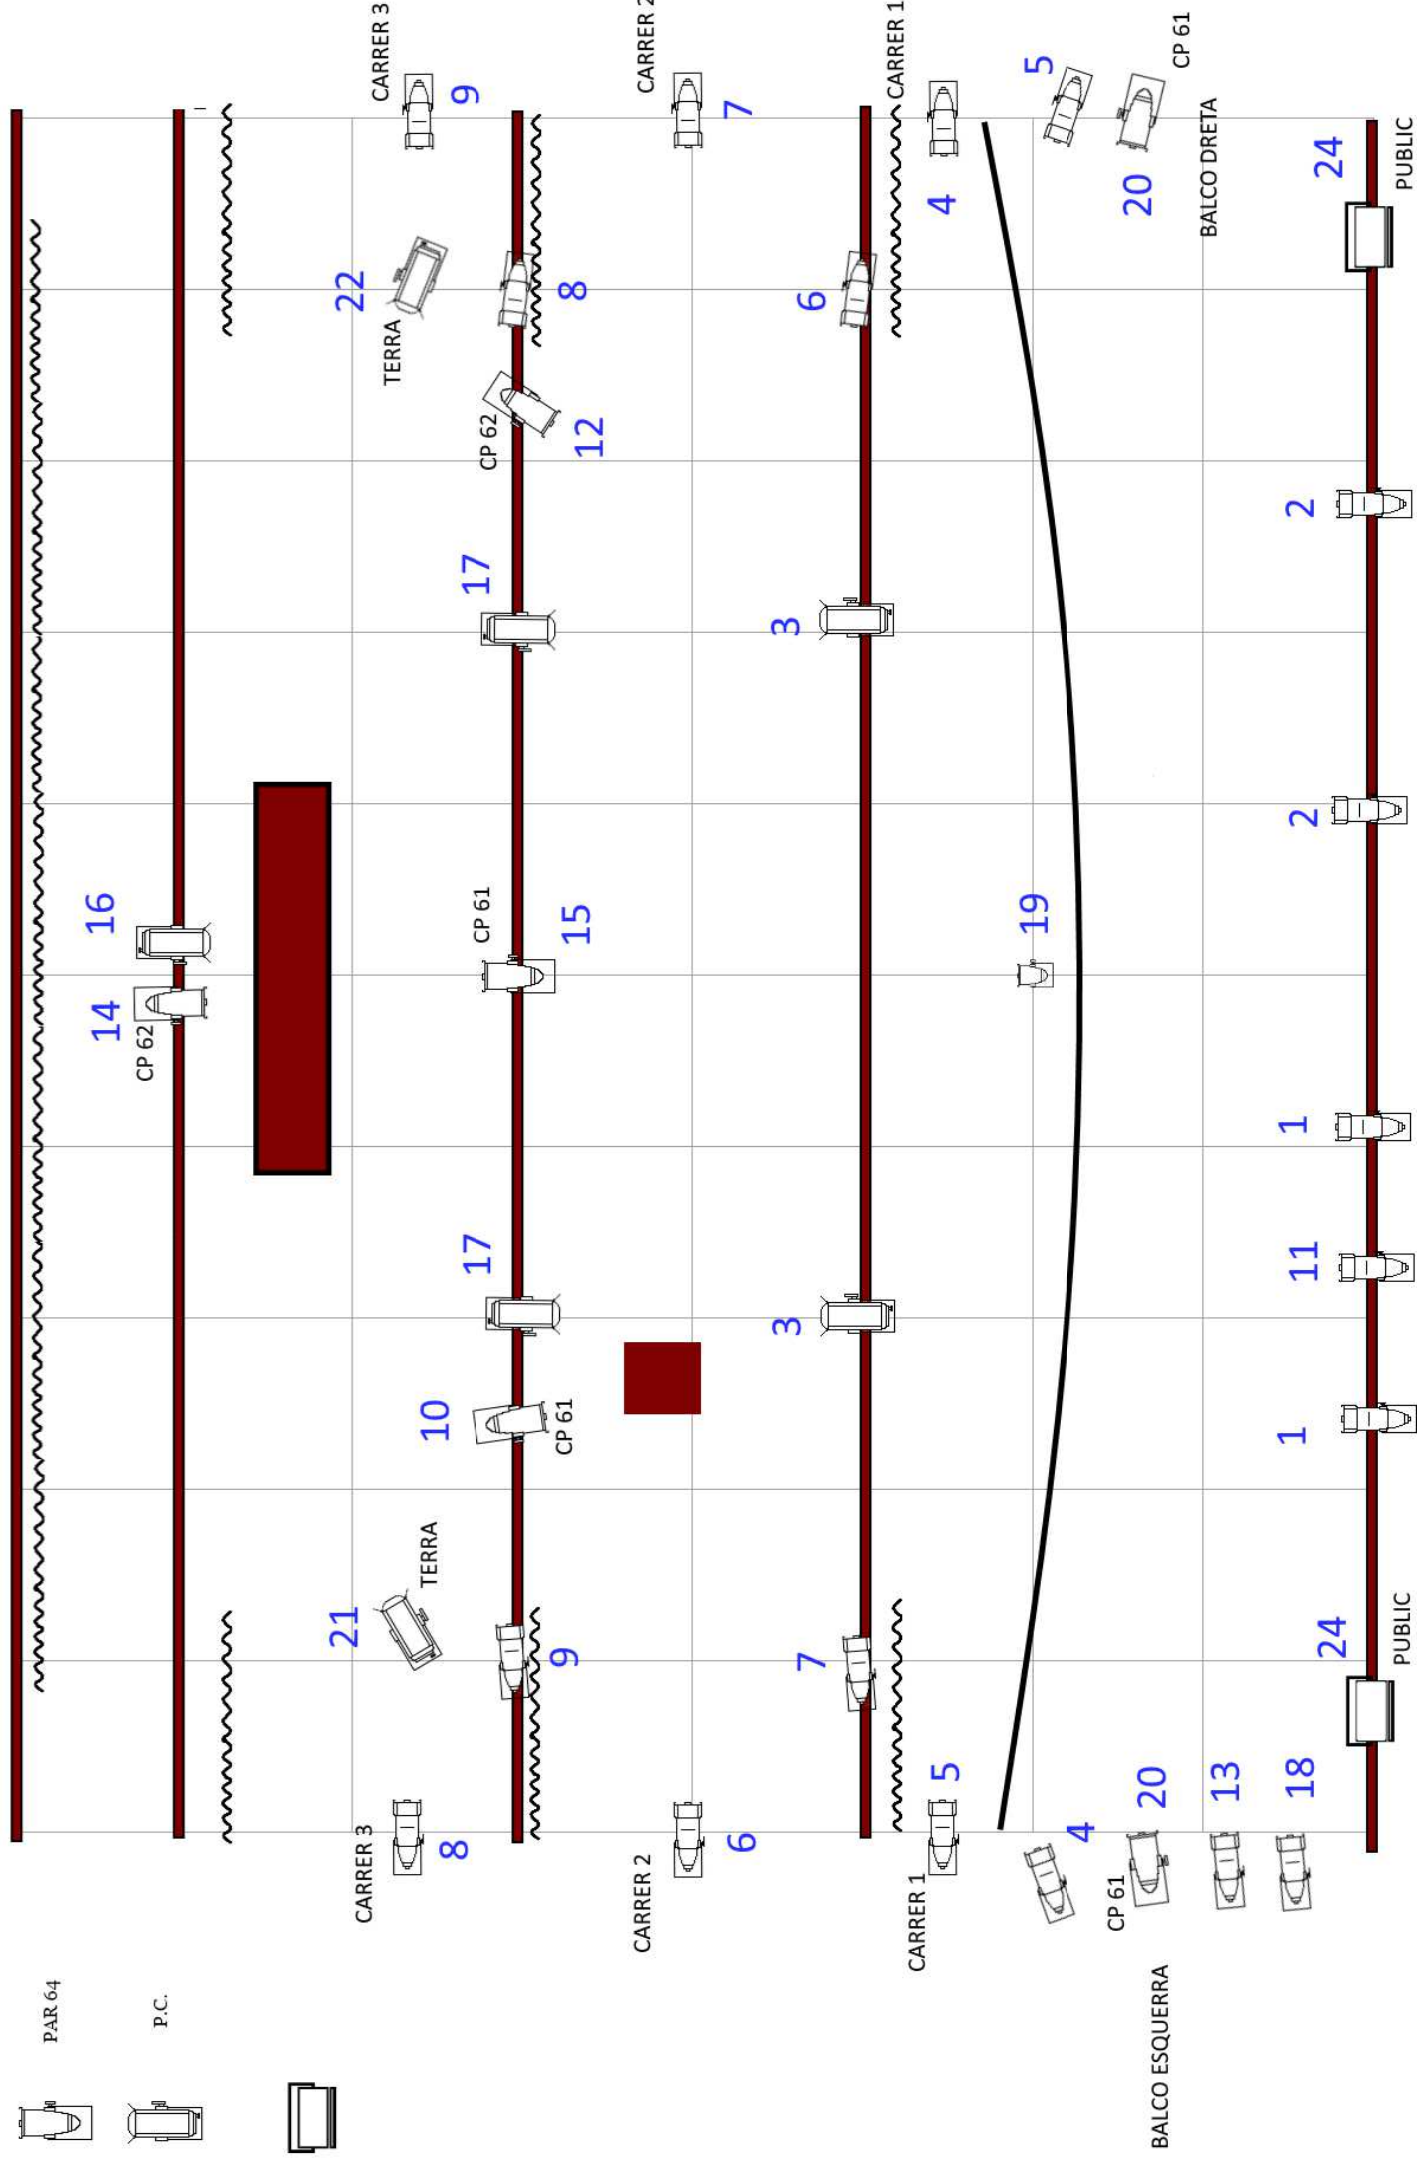 PAR 64
14
16
CP 62
P.C.
21
22
CARRER 3
TERRA
CARRER 3
TERRA
10
8
9
17
17
CP 61
CP 62
CP 61
9
15
12
8
CARRER 2
CARRER 2
6
7
3
3
7
6
CARRER 1
CARRER 1
5
4
19
5
4
CP 61
20
20
BALCO ESQUERRA
CP 61
BALCO DRETA
13
18
1
11
1
2
2
24
24
PUBLIC
PUBLIC